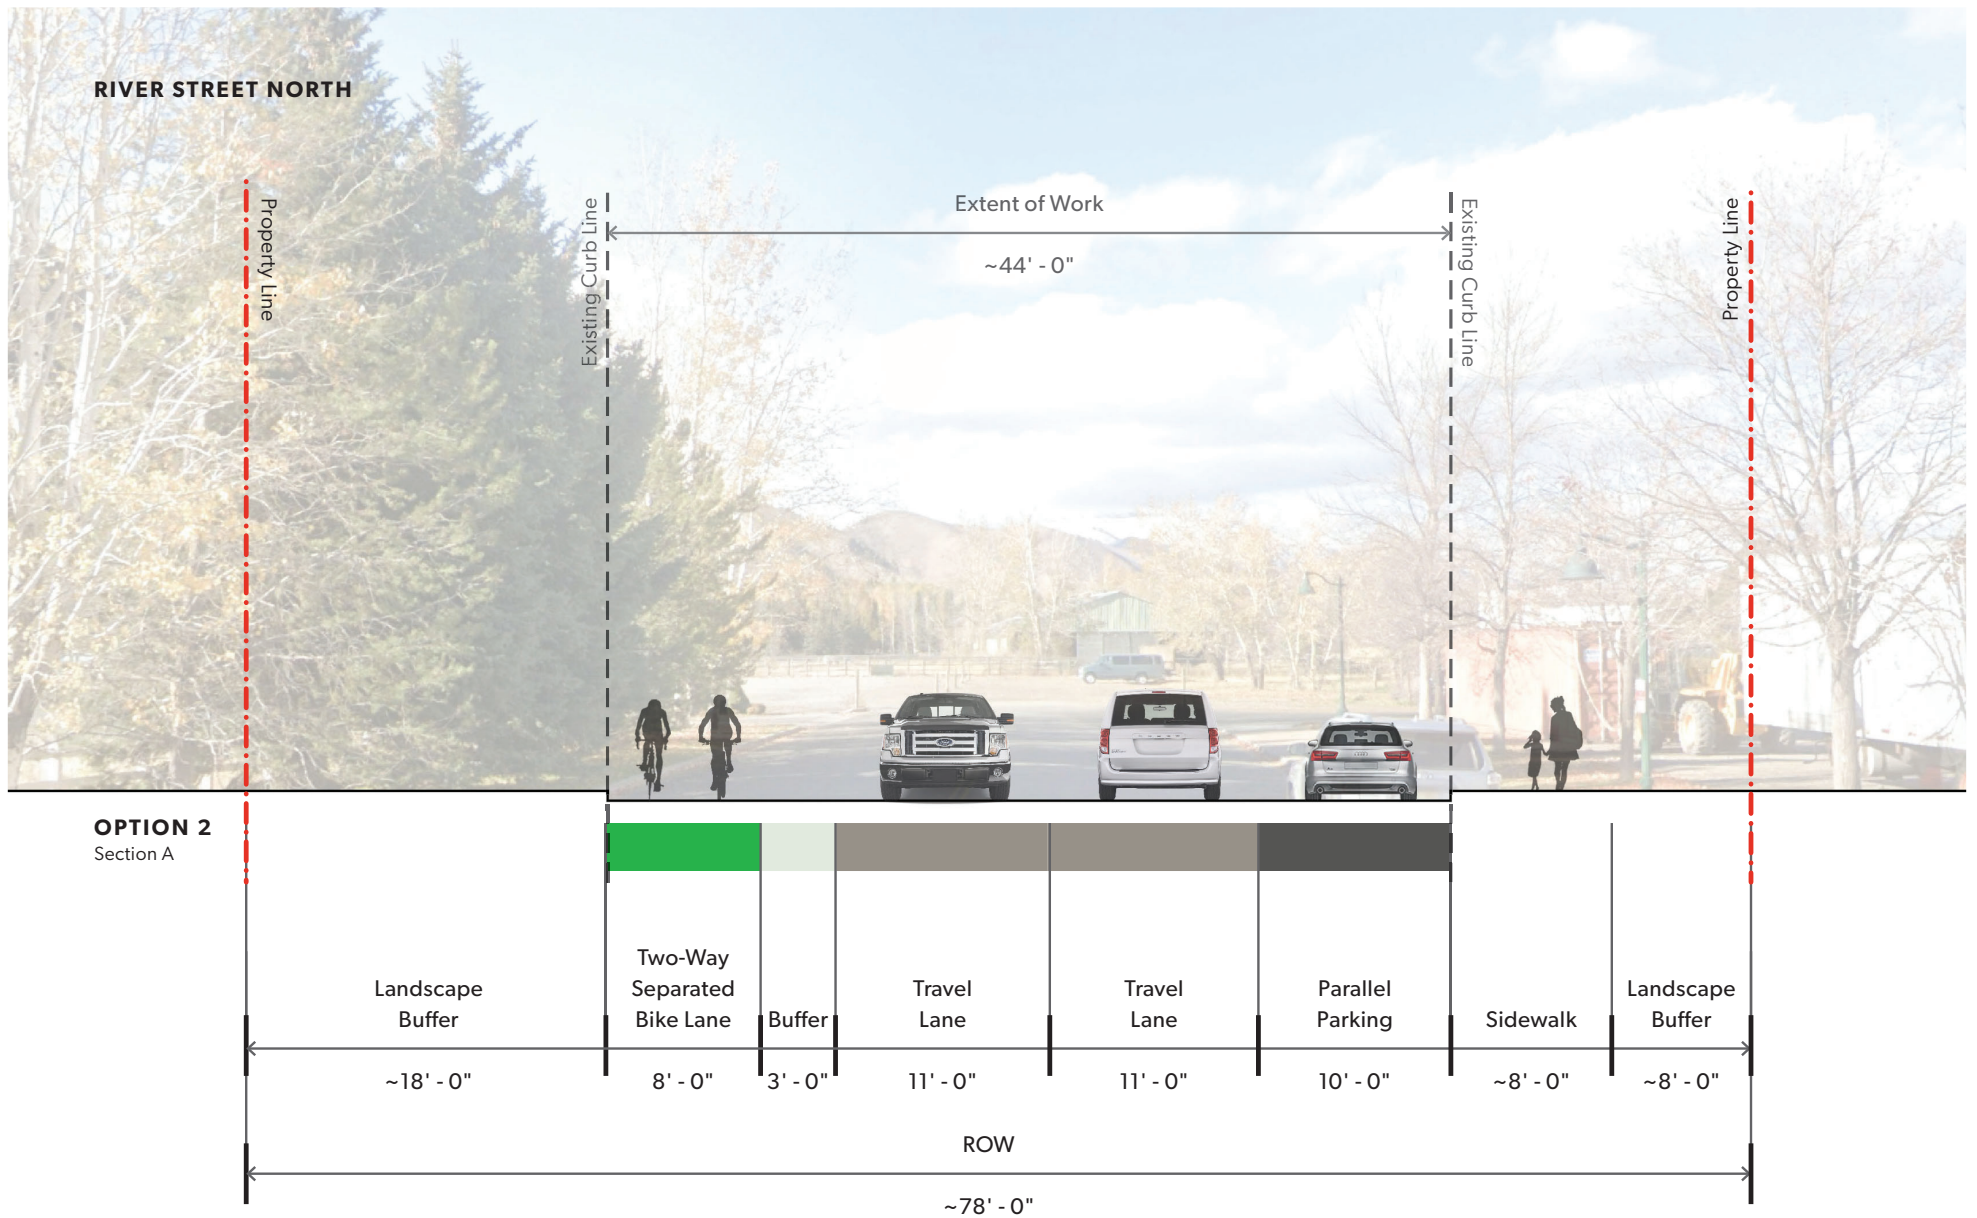 RIVER STREET NORTH
Property Line
Existing Curb Line
Extent of Work
~44' - 0"
Existing Curb Line
Property Line
OPTION 2
Section A
Landscape
Buffer
Two-Way
Separated
Bike Lane
Buffer
Travel
Lane
Travel
Lane
Parallel
Parking
Sidewalk
Landscape
Buffer
~18' - 0"
8' - 0"
3' - 0"
11' - 0"
11' - 0"
10' - 0"
~8' - 0"
~8' - 0"
ROW
~78' - 0"